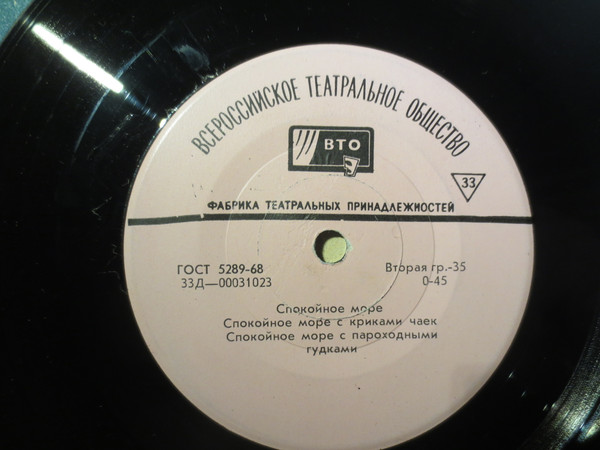 ВСЕРОССИЙСКОЕ ТЕАТРАЛЬНОЕ ОБЩЕСТВО
ВТО
33
ФАБРИКА ТЕАТРАЛЬНЫХ ПРИНАДЛЕЖНОСТЕЙ
ГОСТ 5289-68
33Д—00031023
Вторая гр.-35
0-45
Спокойное море
Спокойное море с криками чаек
Спокойное море с пароходными
гудками